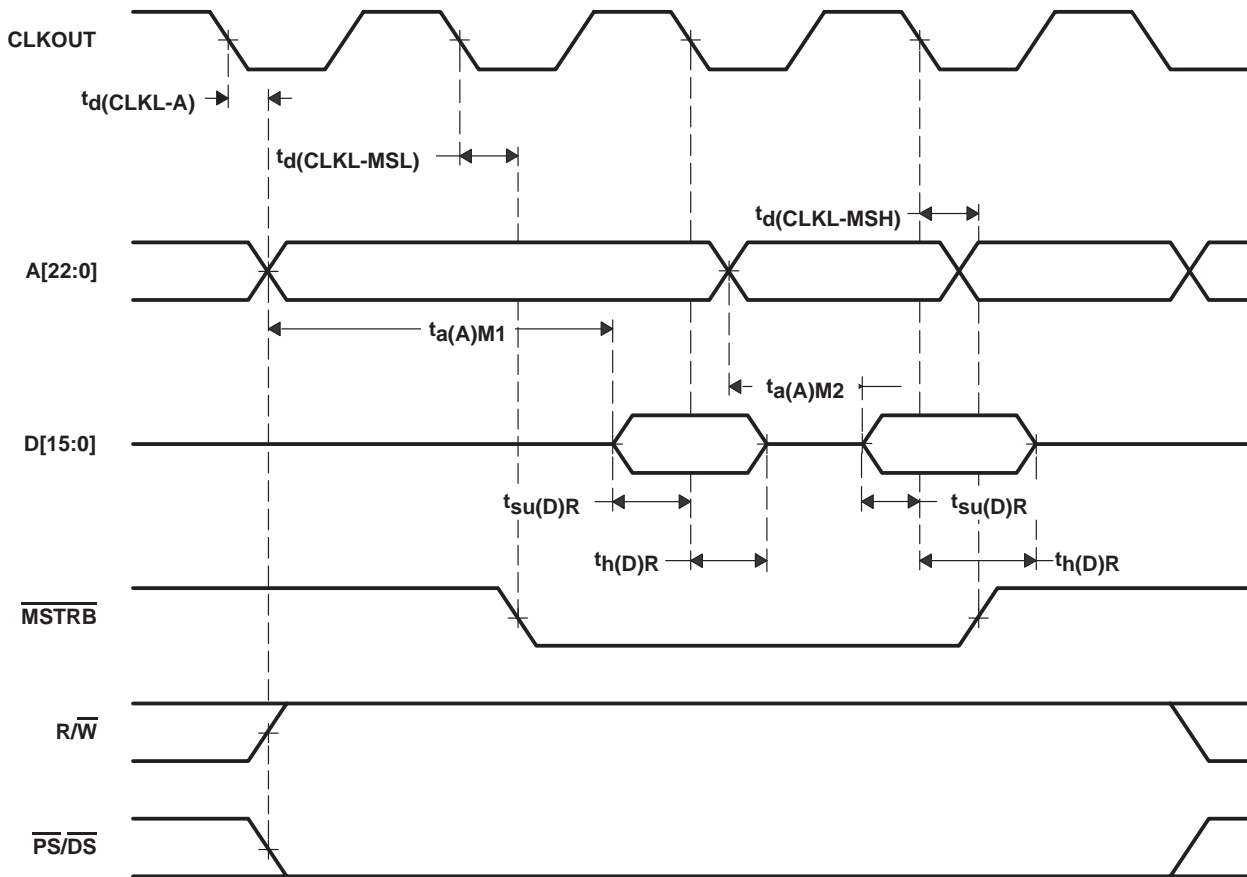 CLKOUT
td(CLKL-A)
td(CLKL-MSL)
td(CLKL-MSH)
A[22:0]
ta(A)M1
ta(A)M2
D[15:0]
tsu(D)R
tsu(D)R
th(D)R
th(D)R
MSTRB
R/W
PS/DS